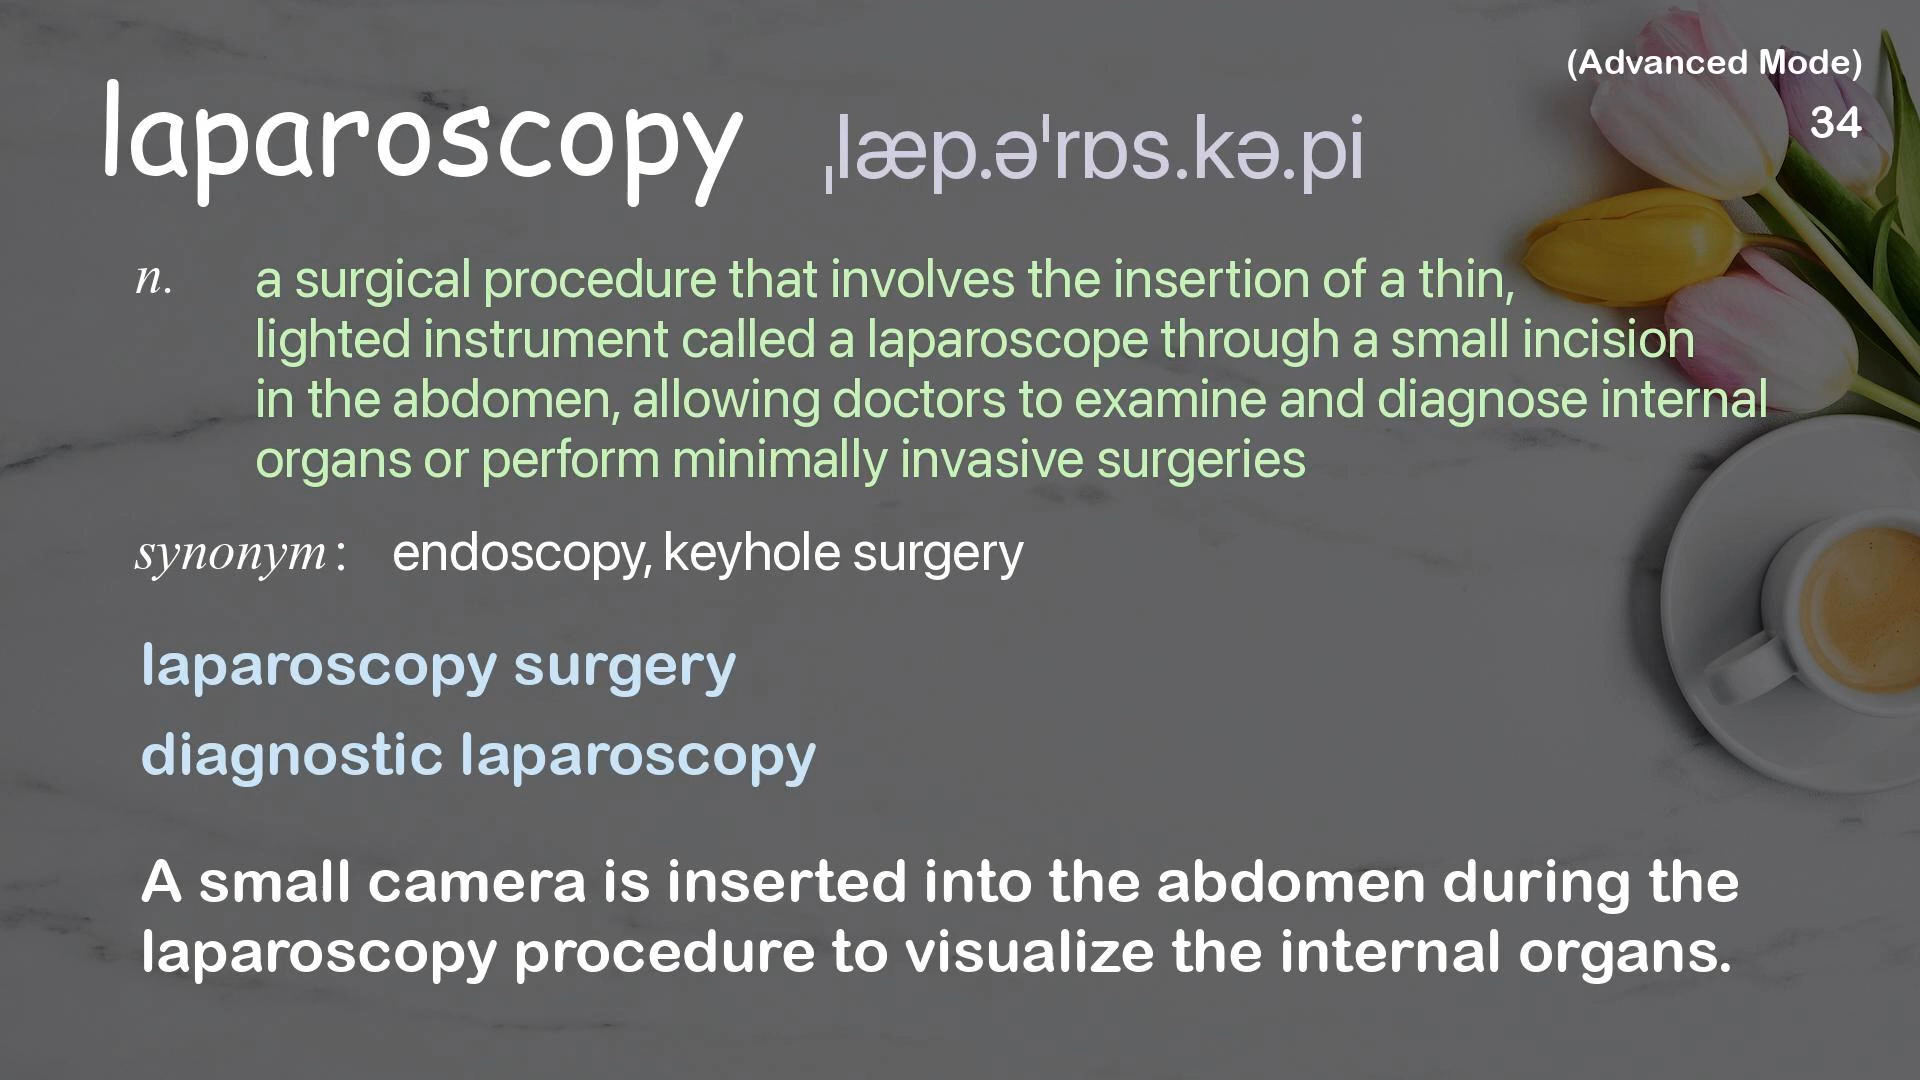 (Advanced Mode)
34
laparoscopy ˌlæp.əˈrɒs.kə.pi
n. a surgical procedure that involves the insertion of a thin,
lighted instrument called a laparoscope through a small incision
in the abdomen, allowing doctors to examine and diagnose internal
organs or perform minimally invasive surgeries
synonym: endoscopy, keyhole surgery
laparoscopy surgery
diagnostic laparoscopy
A small camera is inserted into the abdomen during the
laparoscopy procedure to visualize the internal organs.